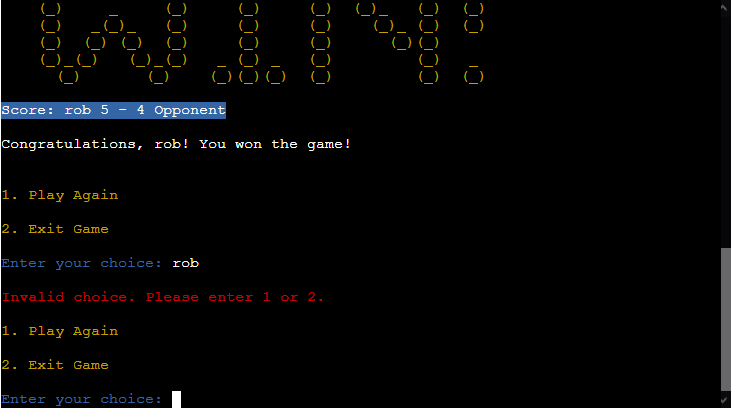 WIN!
Score: rob 5 - 4 Opponent
Congratulations, rob! You won the game!
1. Play Again
2. Exit Game
Enter your choice: rob
Invalid choice. Please enter 1 or 2.
1. Play Again
2. Exit Game
Enter your choice: